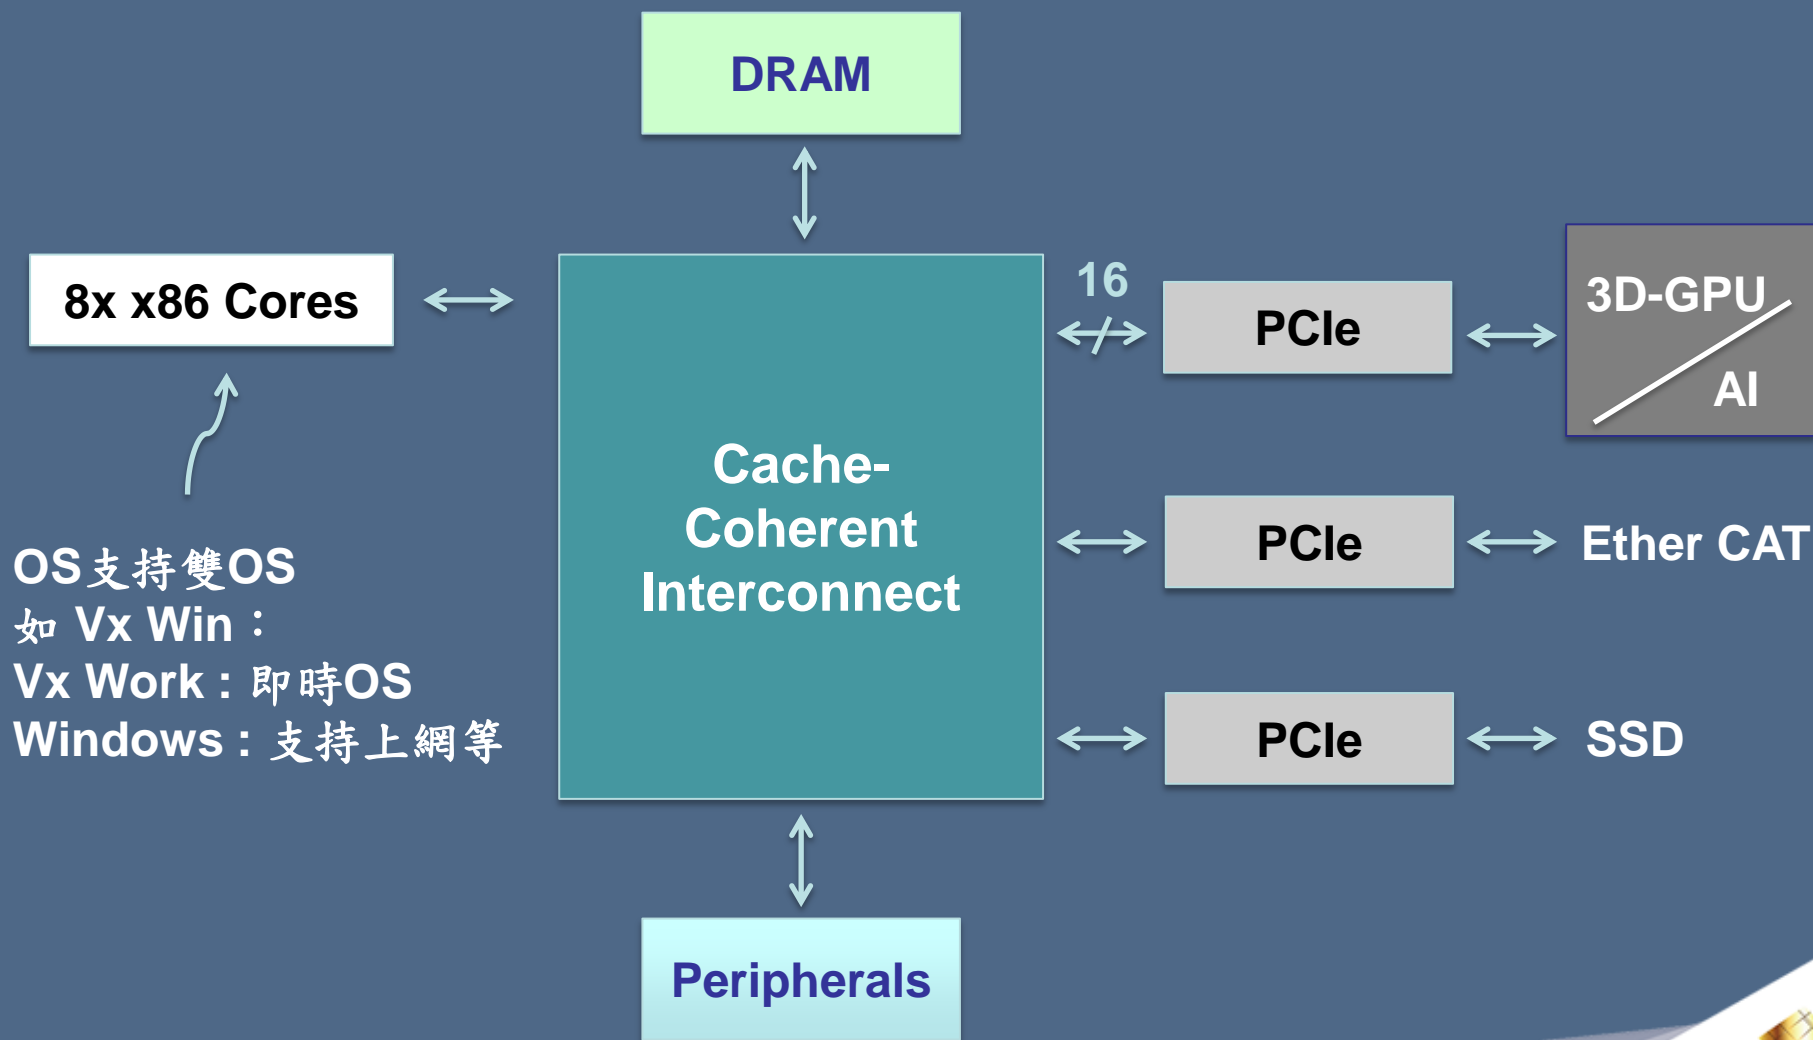 DRAM
8x x86 Cores
16
PCIe
3D-GPU
AI
Cache-
Coherent
Interconnect
PCIe
Ether CAT
OS支持雙OS
如 Vx Win：
Vx Work : 即時OS
Windows : 支持上網等
PCIe
SSD
Peripherals